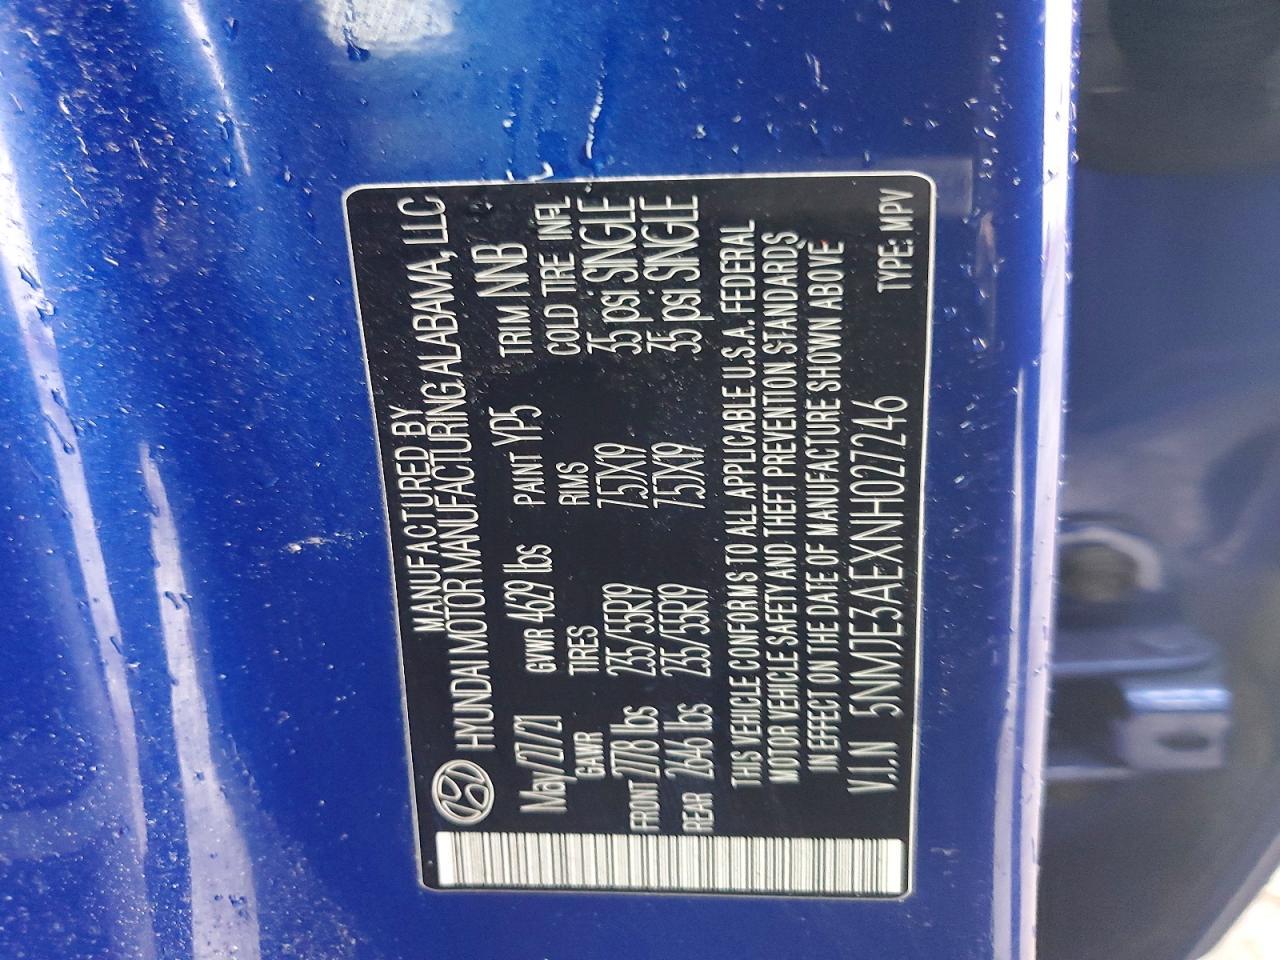 MANUFACTURED BY
HYUNDAI MOTOR MANUFACTURING ALABAMA, LLC
May/27/21 GVWR 4629 lbs PAINT YP5 TRIM NNB
GAWR TIRES RMS COLD TIRE INFL
FRONT 2778 lbs 235/55R19 7.5JX19 35 psi SINGLE
REAR 2646 lbs 235/55R19 7.5JX19 35 psi SINGLE
THIS VEHICLE CONFORMS TO ALL APPLICABLE U.S.A. FEDERAL
MOTOR VEHICLE SAFETY AND THEFT PREVENTION STANDARDS
IN EFFECT ON THE DATE OF MANUFACTURE SHOWN ABOVE
V.I.N 5NMJE3AEXNH027246 TYPE: MPV